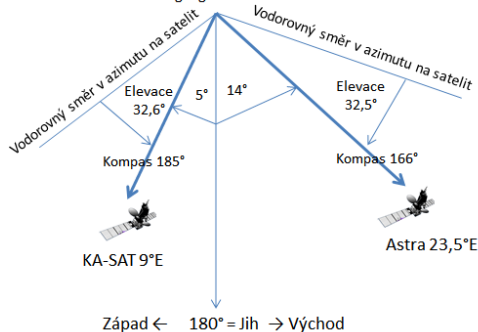 Vodorovný směr v azimutu na satelit
Vodorovný směr v azimutu na satelit
Elevace
32,6°
5°
14°
Elevace
32,5°
Kompas 185°
Kompas 166°
KA-SAT 9°E
Astra 23,5°E
Západ ← 180° = Jih → Východ